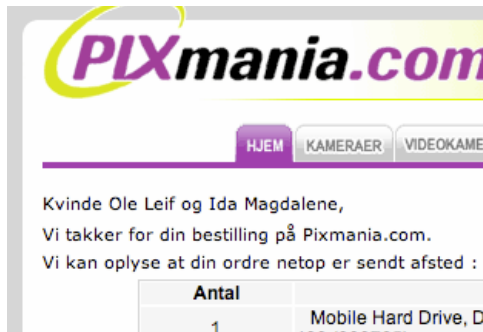 PIXmania.com
HJEM KAMERAER VIDEOKAME
Kvinde Ole Leif og Ida Magdalene,
Vi takker for din bestilling på Pixmania.com.
Vi kan oplyse at din ordre netop er sendt afsted :
Antal
1 Mobile Hard Drive, D